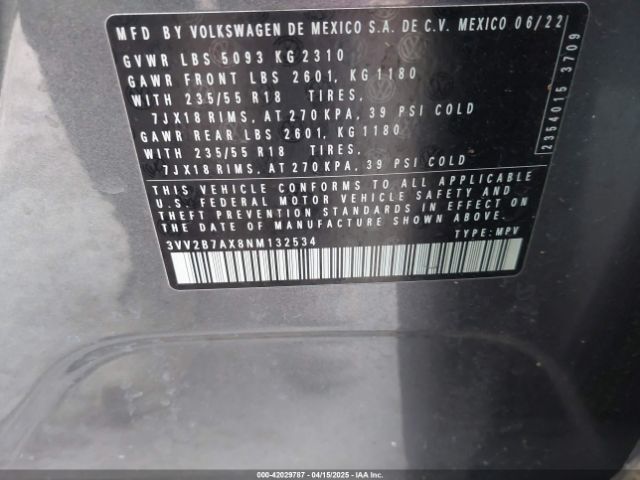 MFD BY VOLKSWAGEN DE MEXICO S.A. DE C.V. MEXICO 06/22
GVWR LBS 5093 KG 2310
GAWR FRONT LBS 2601, KG 1180
WITH 235/55 R18 TIRES,
7JX18 RIMS, AT 270 KPA, 39 PSI COLD
GAWR REAR LBS 2601, KG 1180
WITH 235/55 R18 TIRES,
7JX18 RIMS, AT 270 KPA, 39 PSI COLD
THIS VEHICLE CONFORMS TO ALL APPLICABLE
U.S. FEDERAL MOTOR VEHICLE SAFETY AND
THEFT PREVENTION STANDARDS IN EFFECT ON
THE DATE OF MANUFACTURE SHOWN ABOVE
3VV2B7AX8NM132534 TYPE: MPV
2354015 3709
000-42029787 - 04/15/2025 - IAAI.COM